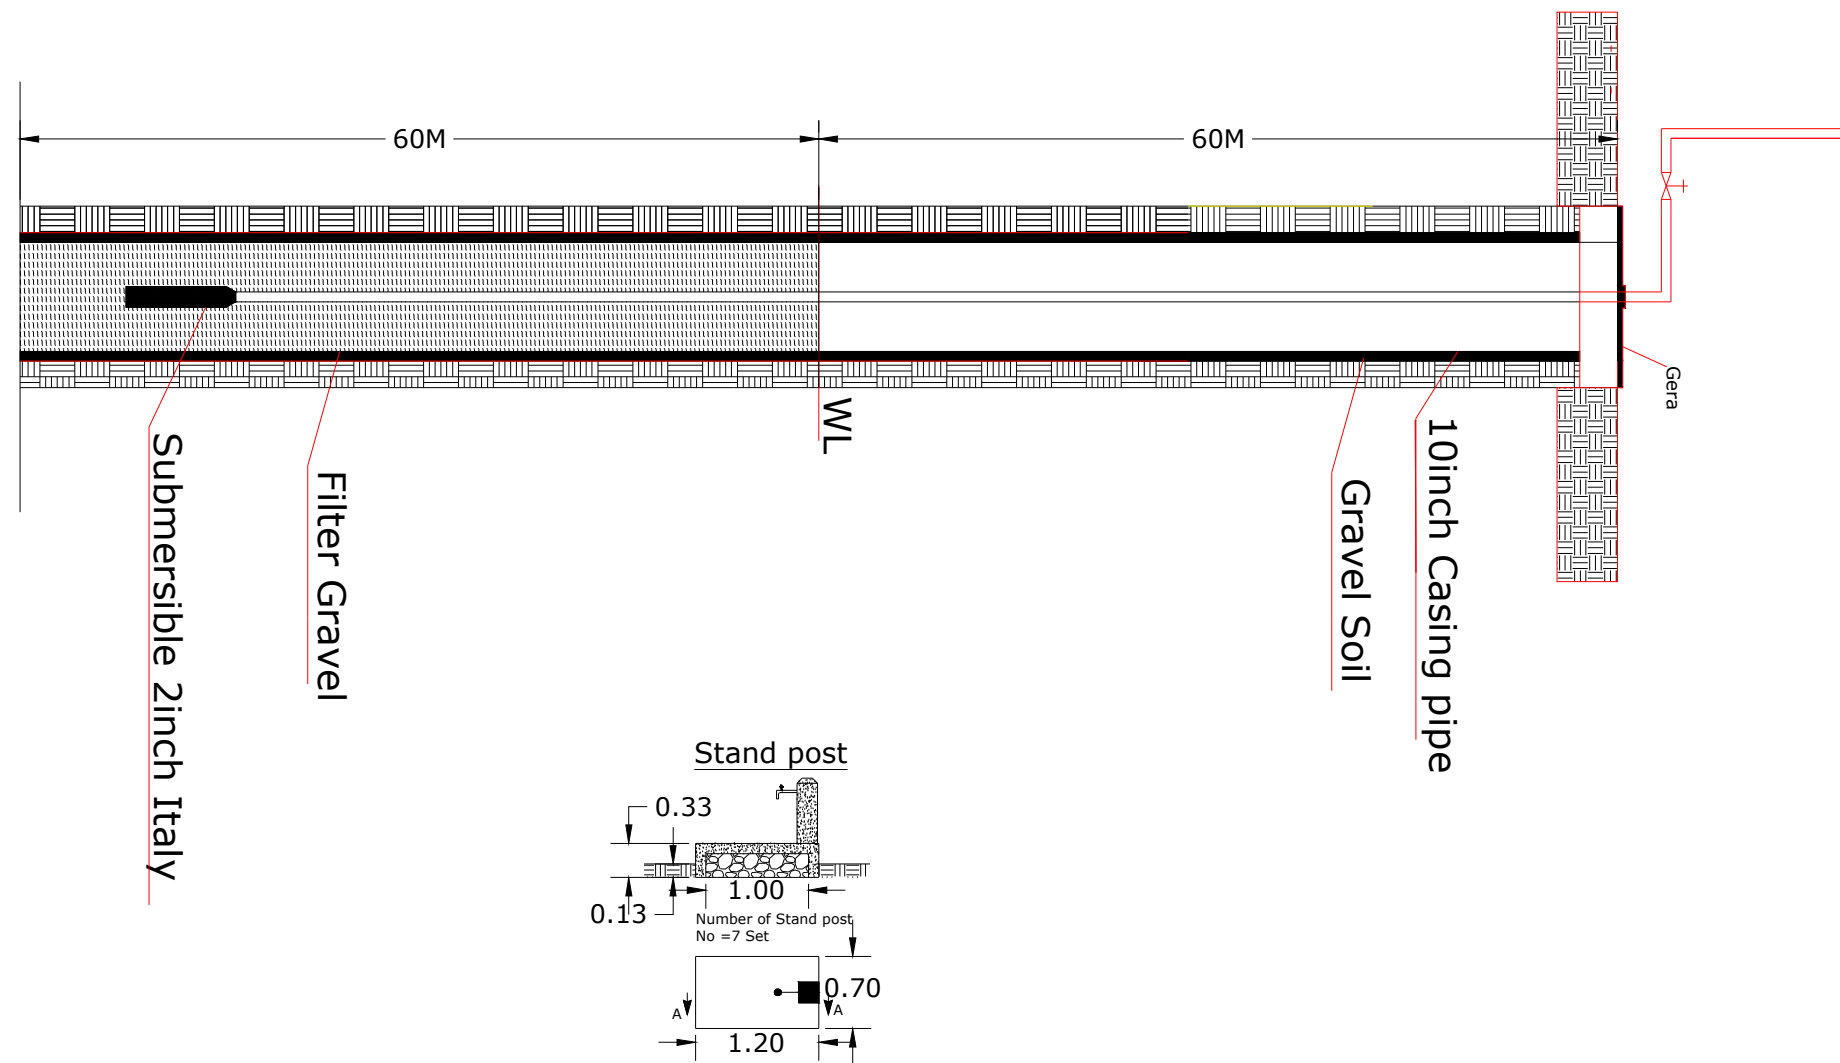 60M
60M
Gera
WL
10inch Casing pipe
Gravel Soil
Filter Gravel
Submersible 2inch Italy
Stand post
0.33
1.00
0.13
Number of Stand post
No =7 Set
0.70
A
A
1.20